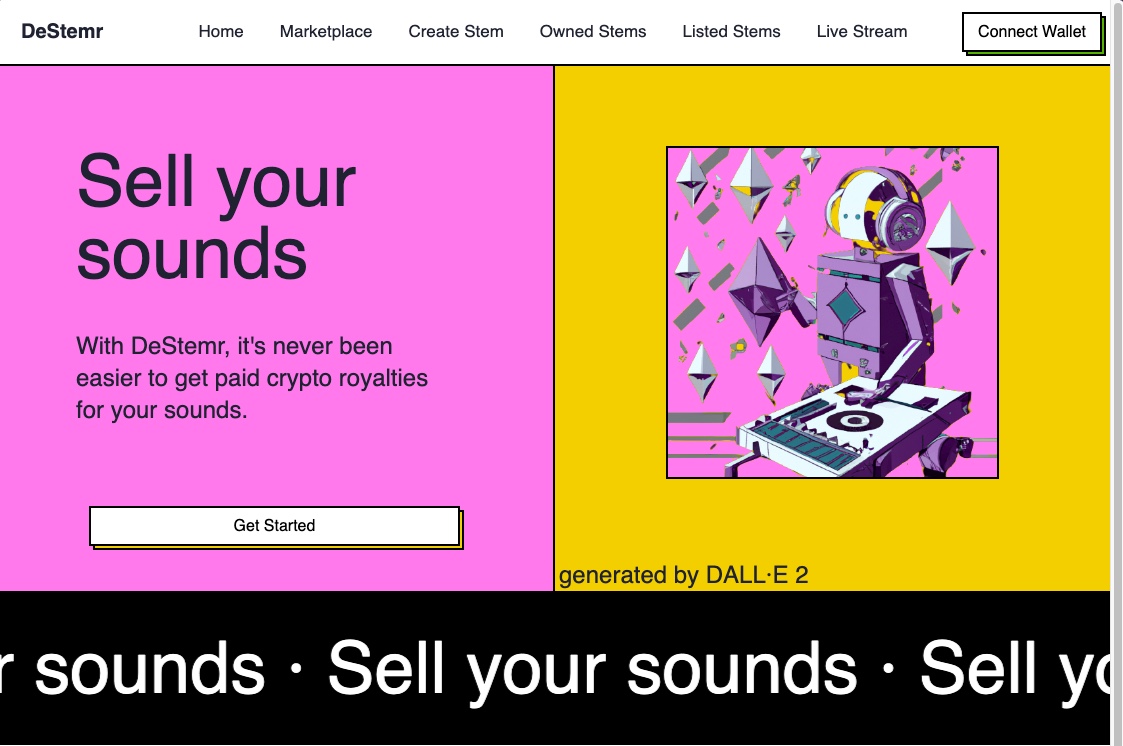 DeStemr
Home
Marketplace
Create Stem
Owned Stems
Listed Stems
Live Stream
Connect Wallet
Sell your
sounds
With DeStemr, it's never been
easier to get paid crypto royalties
for your sounds.
Get Started
generated by DALL·E 2
r sounds · Sell your sounds · Sell yo